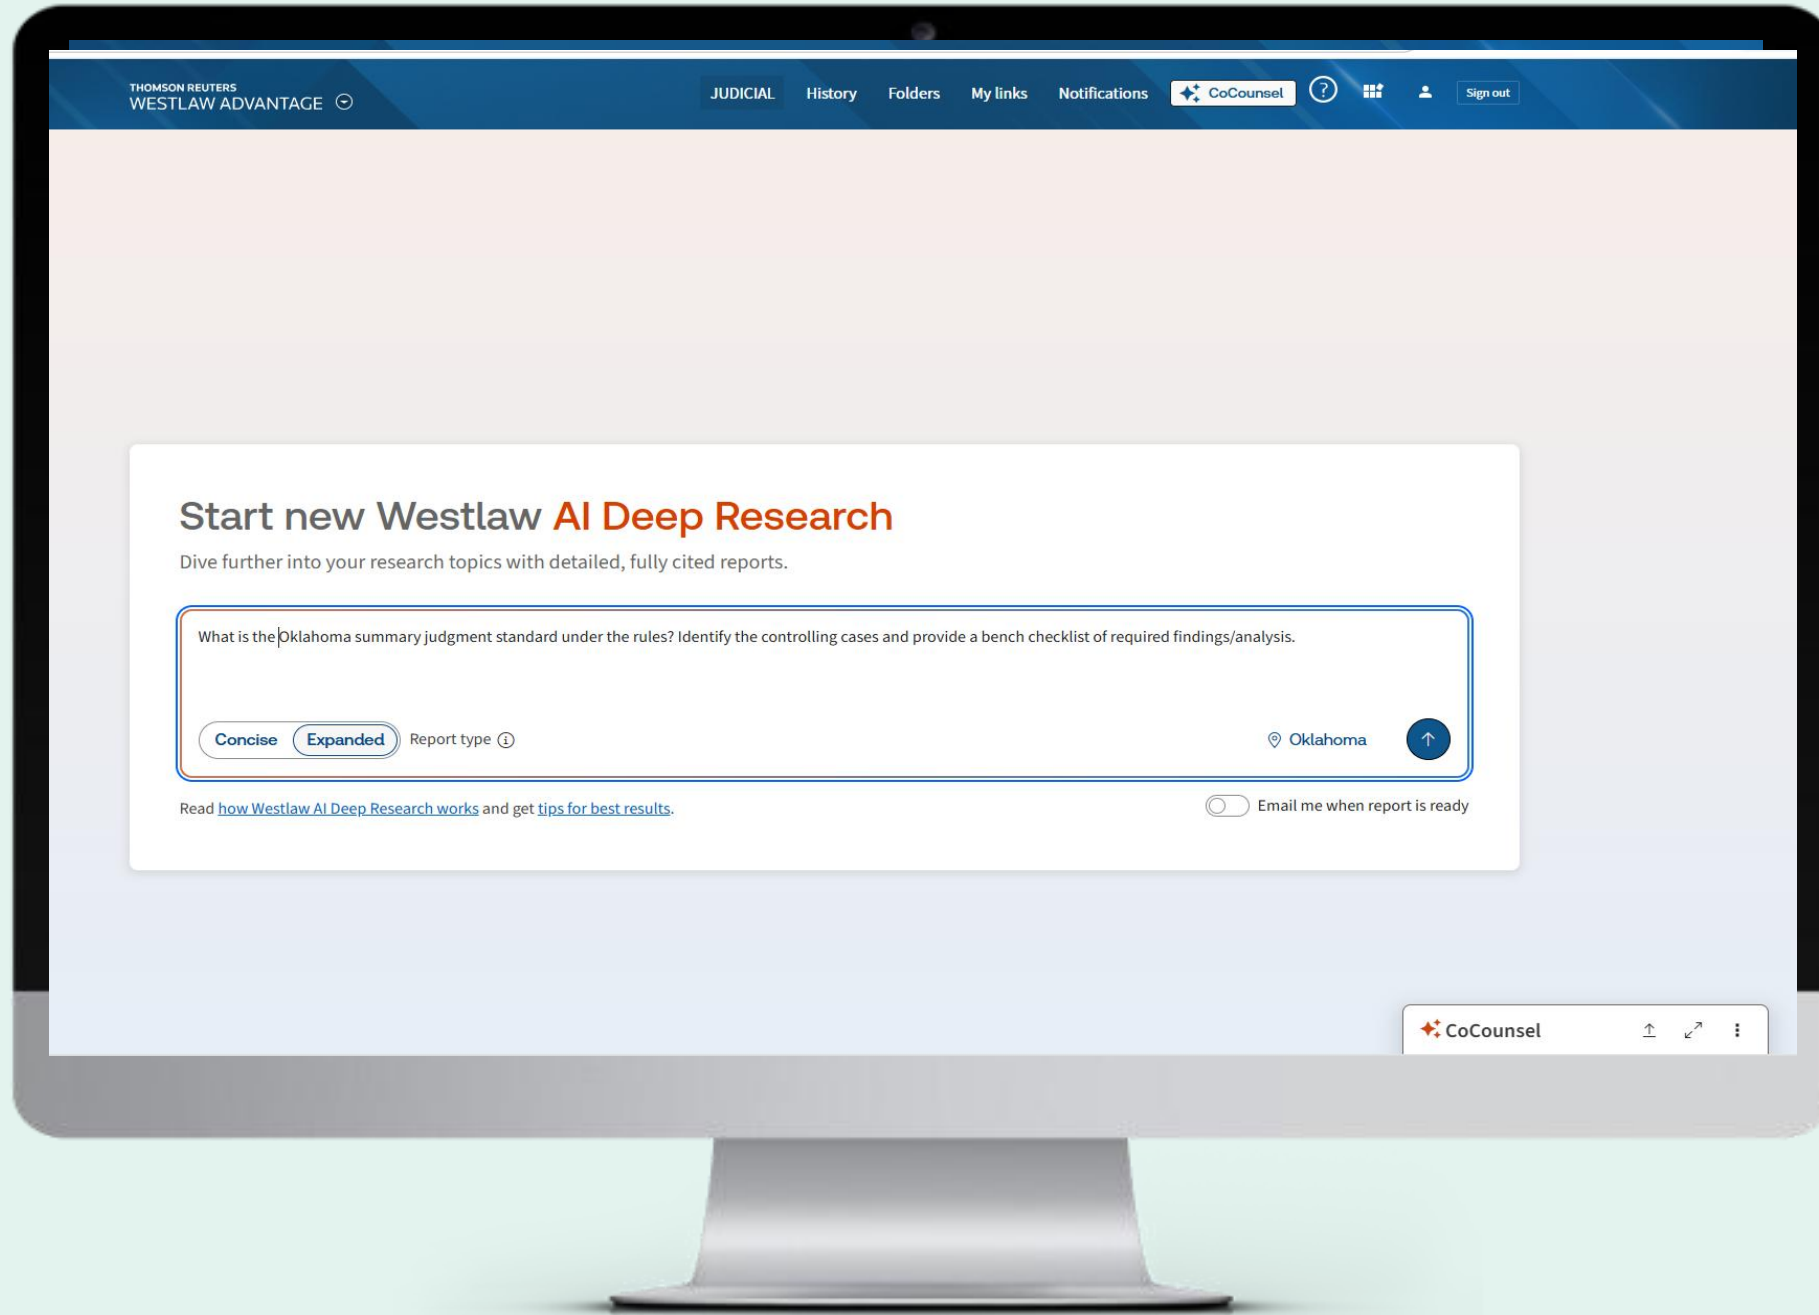 THOMSON REUTERS
WESTLAW ADVANTAGE
JUDICIAL History Folders My links Notifications CoCounsel ? Sign out
Start new Westlaw AI Deep Research
Dive further into your research topics with detailed, fully cited reports.
What is the Oklahoma summary judgment standard under the rules? Identify the controlling cases and provide a bench checklist of required findings/analysis.
Concise Expanded Report type Oklahoma
Read how Westlaw AI Deep Research works and get tips for best results. Email me when report is ready
CoCounsel